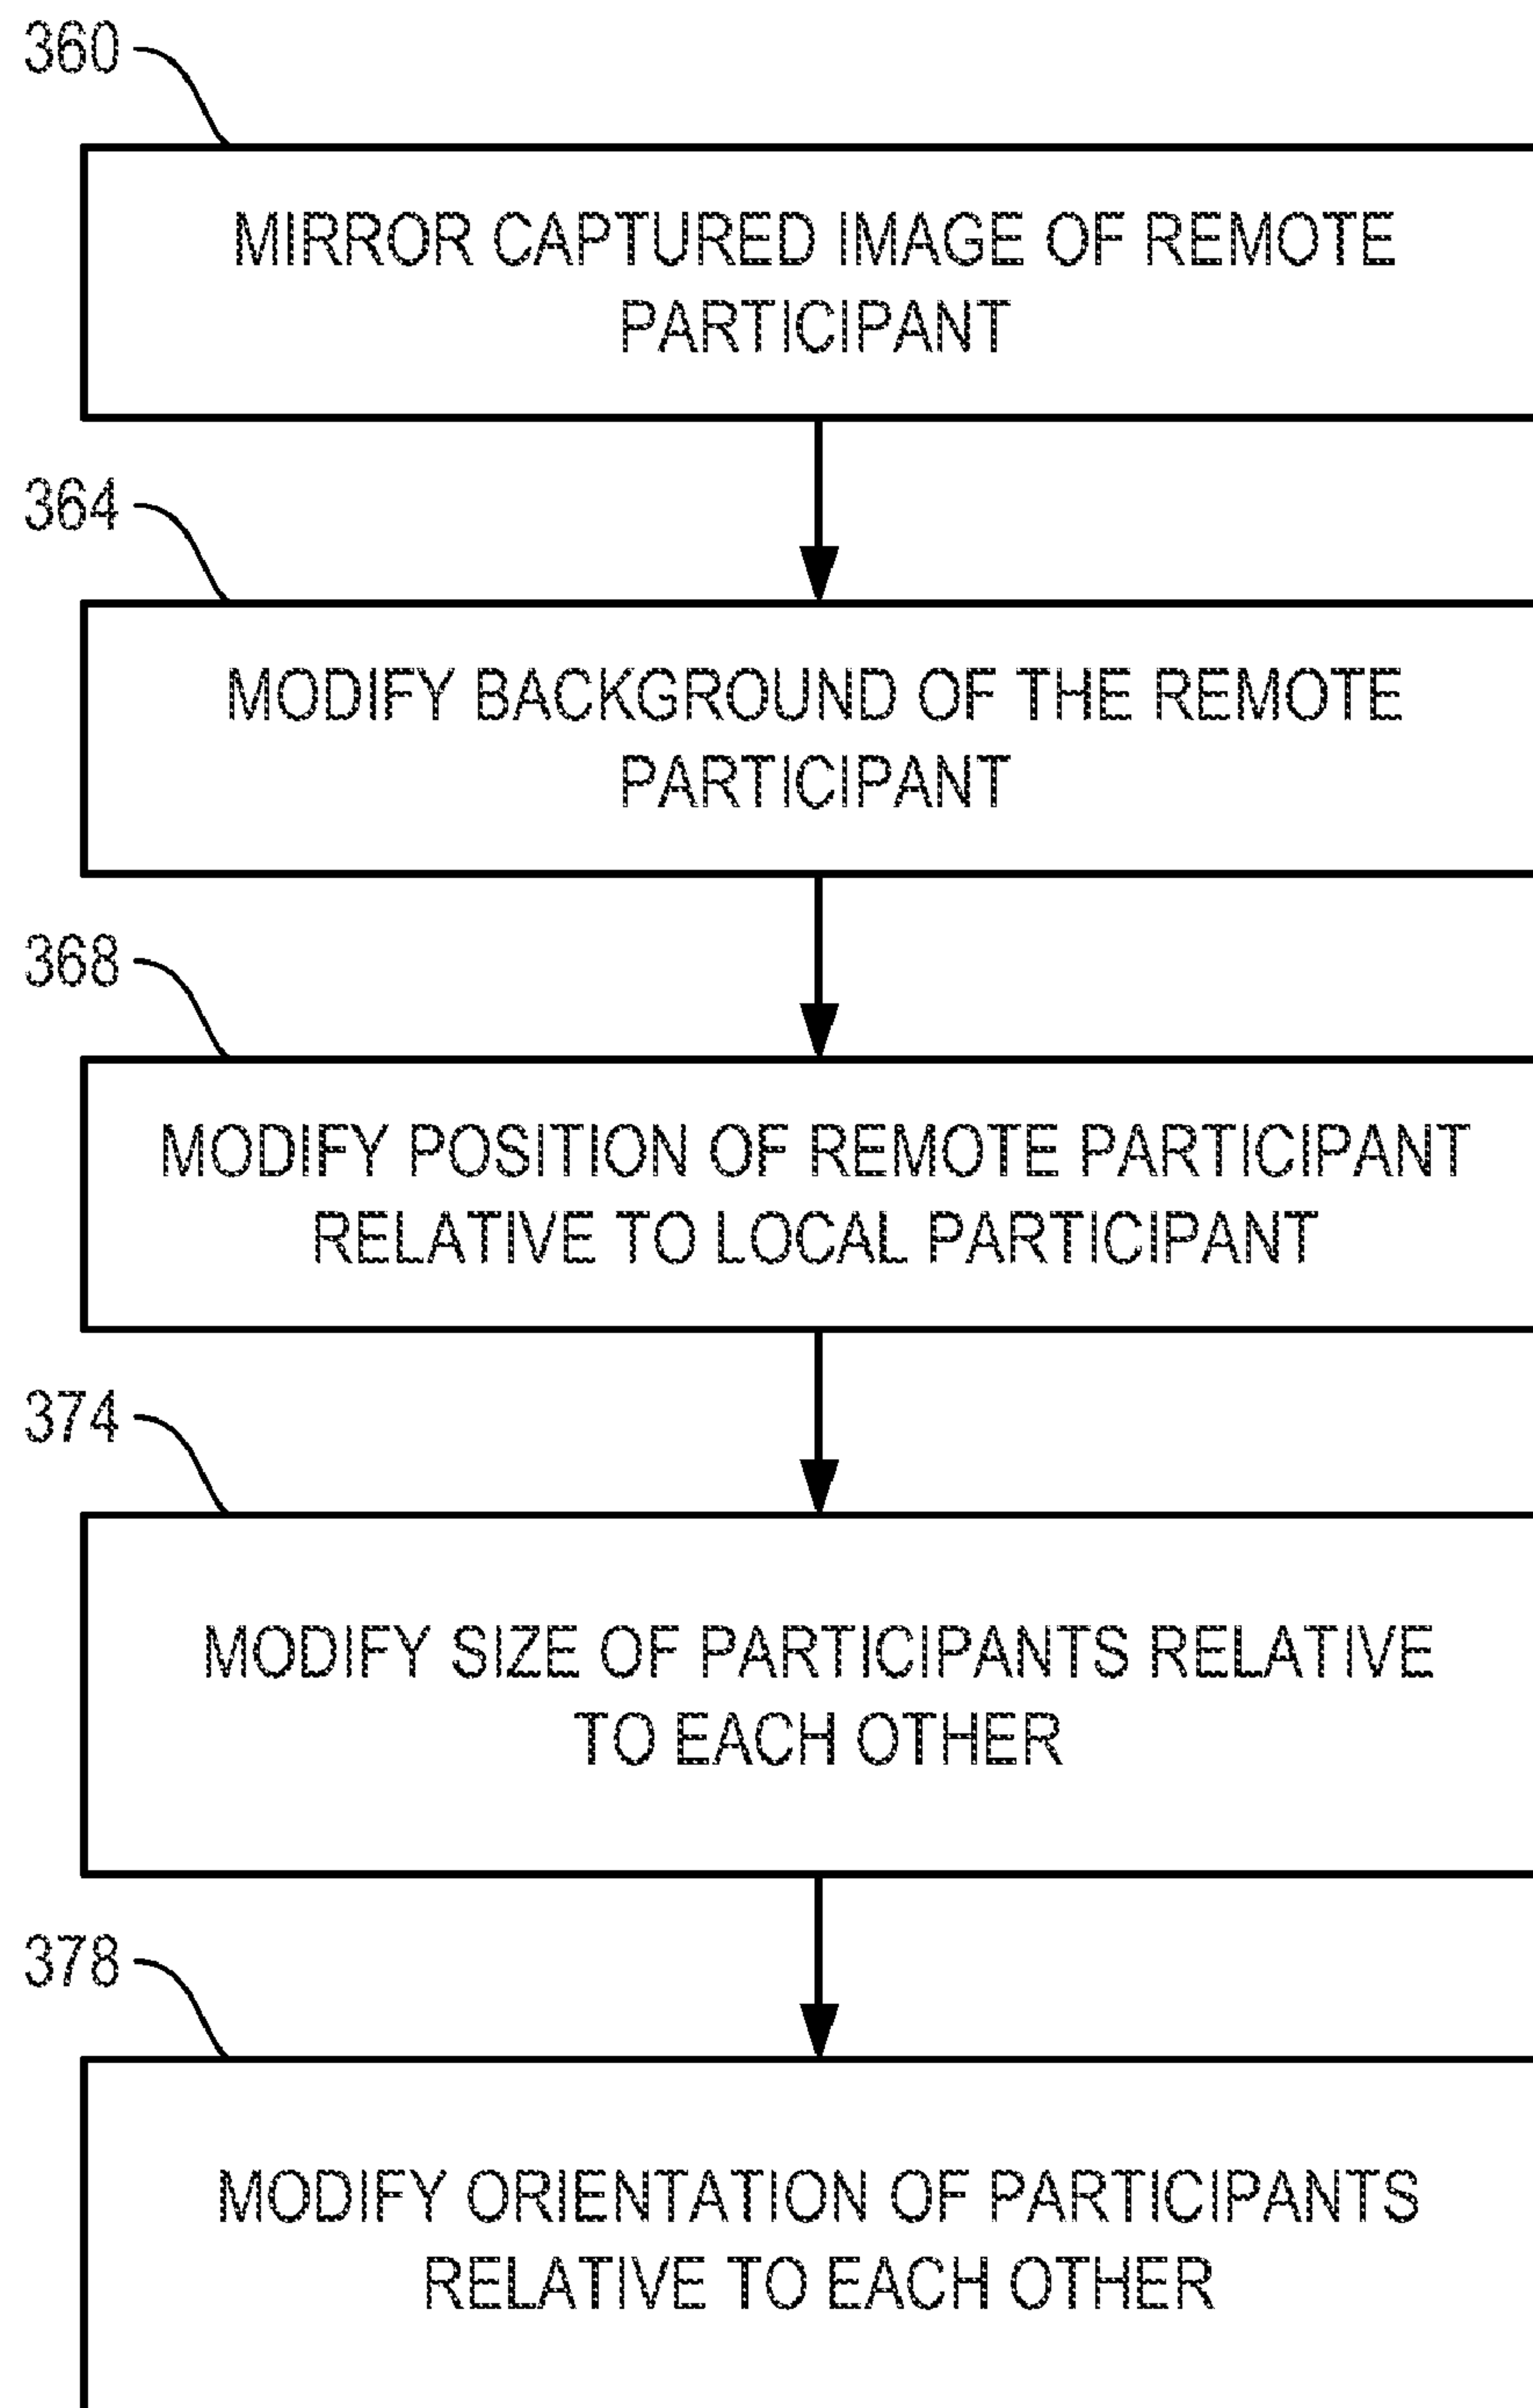 360
MIRROR CAPTURED IMAGE OF REMOTE
PARTICIPANT
364
MODIFY BACKGROUND OF THE REMOTE
PARTICIPANT
368
MODIFY POSITION OF REMOTE PARTICIPANT
RELATIVE TO LOCAL PARTICIPANT
374
MODIFY SIZE OF PARTICIPANTS RELATIVE
TO EACH OTHER
378
MODIFY ORIENTATION OF PARTICIPANTS
RELATIVE TO EACH OTHER